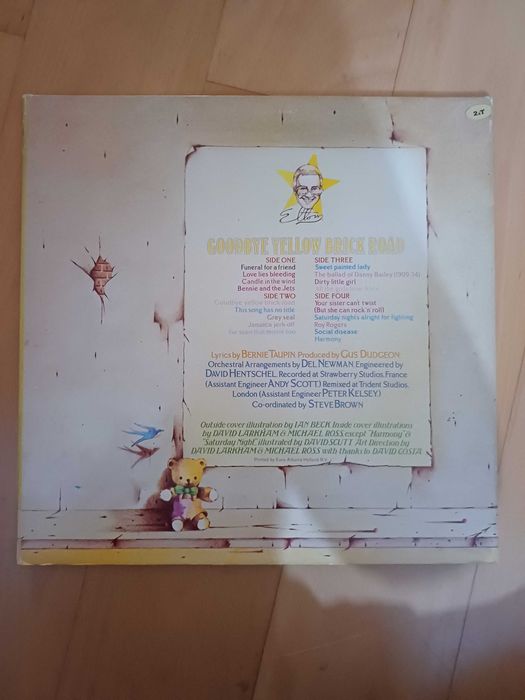 2.T
Elton
GOODBYE YELLOW BRICK ROAD
SIDE ONE
Funeral for a friend
Love lies bleeding
Candle in the wind
Bennie and the Jets
SIDE TWO
Goodbye yellow brick road
This song has no title
Grey seal
Jamaica jerk-off
I've seen that movie too
SIDE THREE
Sweet painted lady
The ballad of Danny Bailey (1909-34)
Dirty little girl
All the girls love Alice
SIDE FOUR
Your sister can't twist
(But she can rock 'n' roll)
Saturday nights alright for fighting
Roy Rogers
Social disease
Harmony
Lyrics by BERNIE TAUPIN. Produced by GUS DUDGEON
Orchestral Arrangements by DEL NEWMAN. Engineered by
DAVID HENTSCHEL. Recorded at Strawberry Studios, France
(Assistant Engineer ANDY SCOTT) Remixed at Trident Studios,
London (Assistant Engineer PETER KELSEY)
Co-ordinated by STEVE BROWN
Outside cover illustration by IAN BECK Inside cover illustrations
by DAVID LARKHAM & MICHAEL ROSS except "Harmony" &
"Saturday Night" illustrated by DAVID SCUTT Art Direction by
DAVID LARKHAM & MICHAEL ROSS with thanks to DAVID COSTA